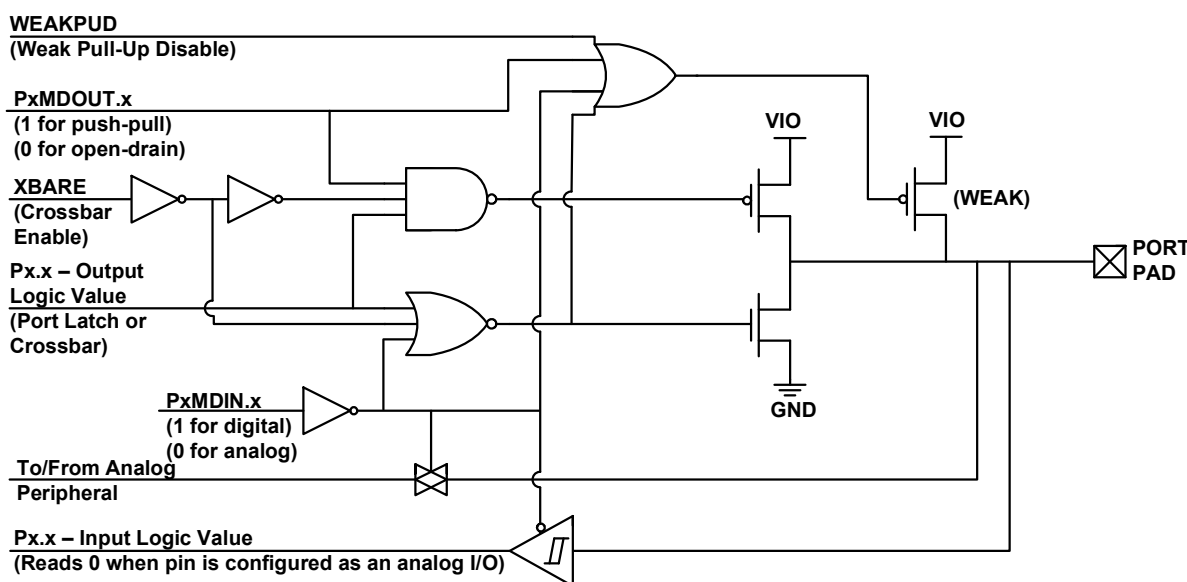 WEAKPUD
(Weak Pull-Up Disable)
PxMDOUT.x
(1 for push-pull)
(0 for open-drain)
XBARE
(Crossbar
Enable)
Px.x – Output
Logic Value
(Port Latch or
Crossbar)
PxMDIN.x
(1 for digital)
(0 for analog)
To/From Analog
Peripheral
Px.x – Input Logic Value
(Reads 0 when pin is configured as an analog I/O)
VIO
GND
VIO
(WEAK)
PORT
PAD